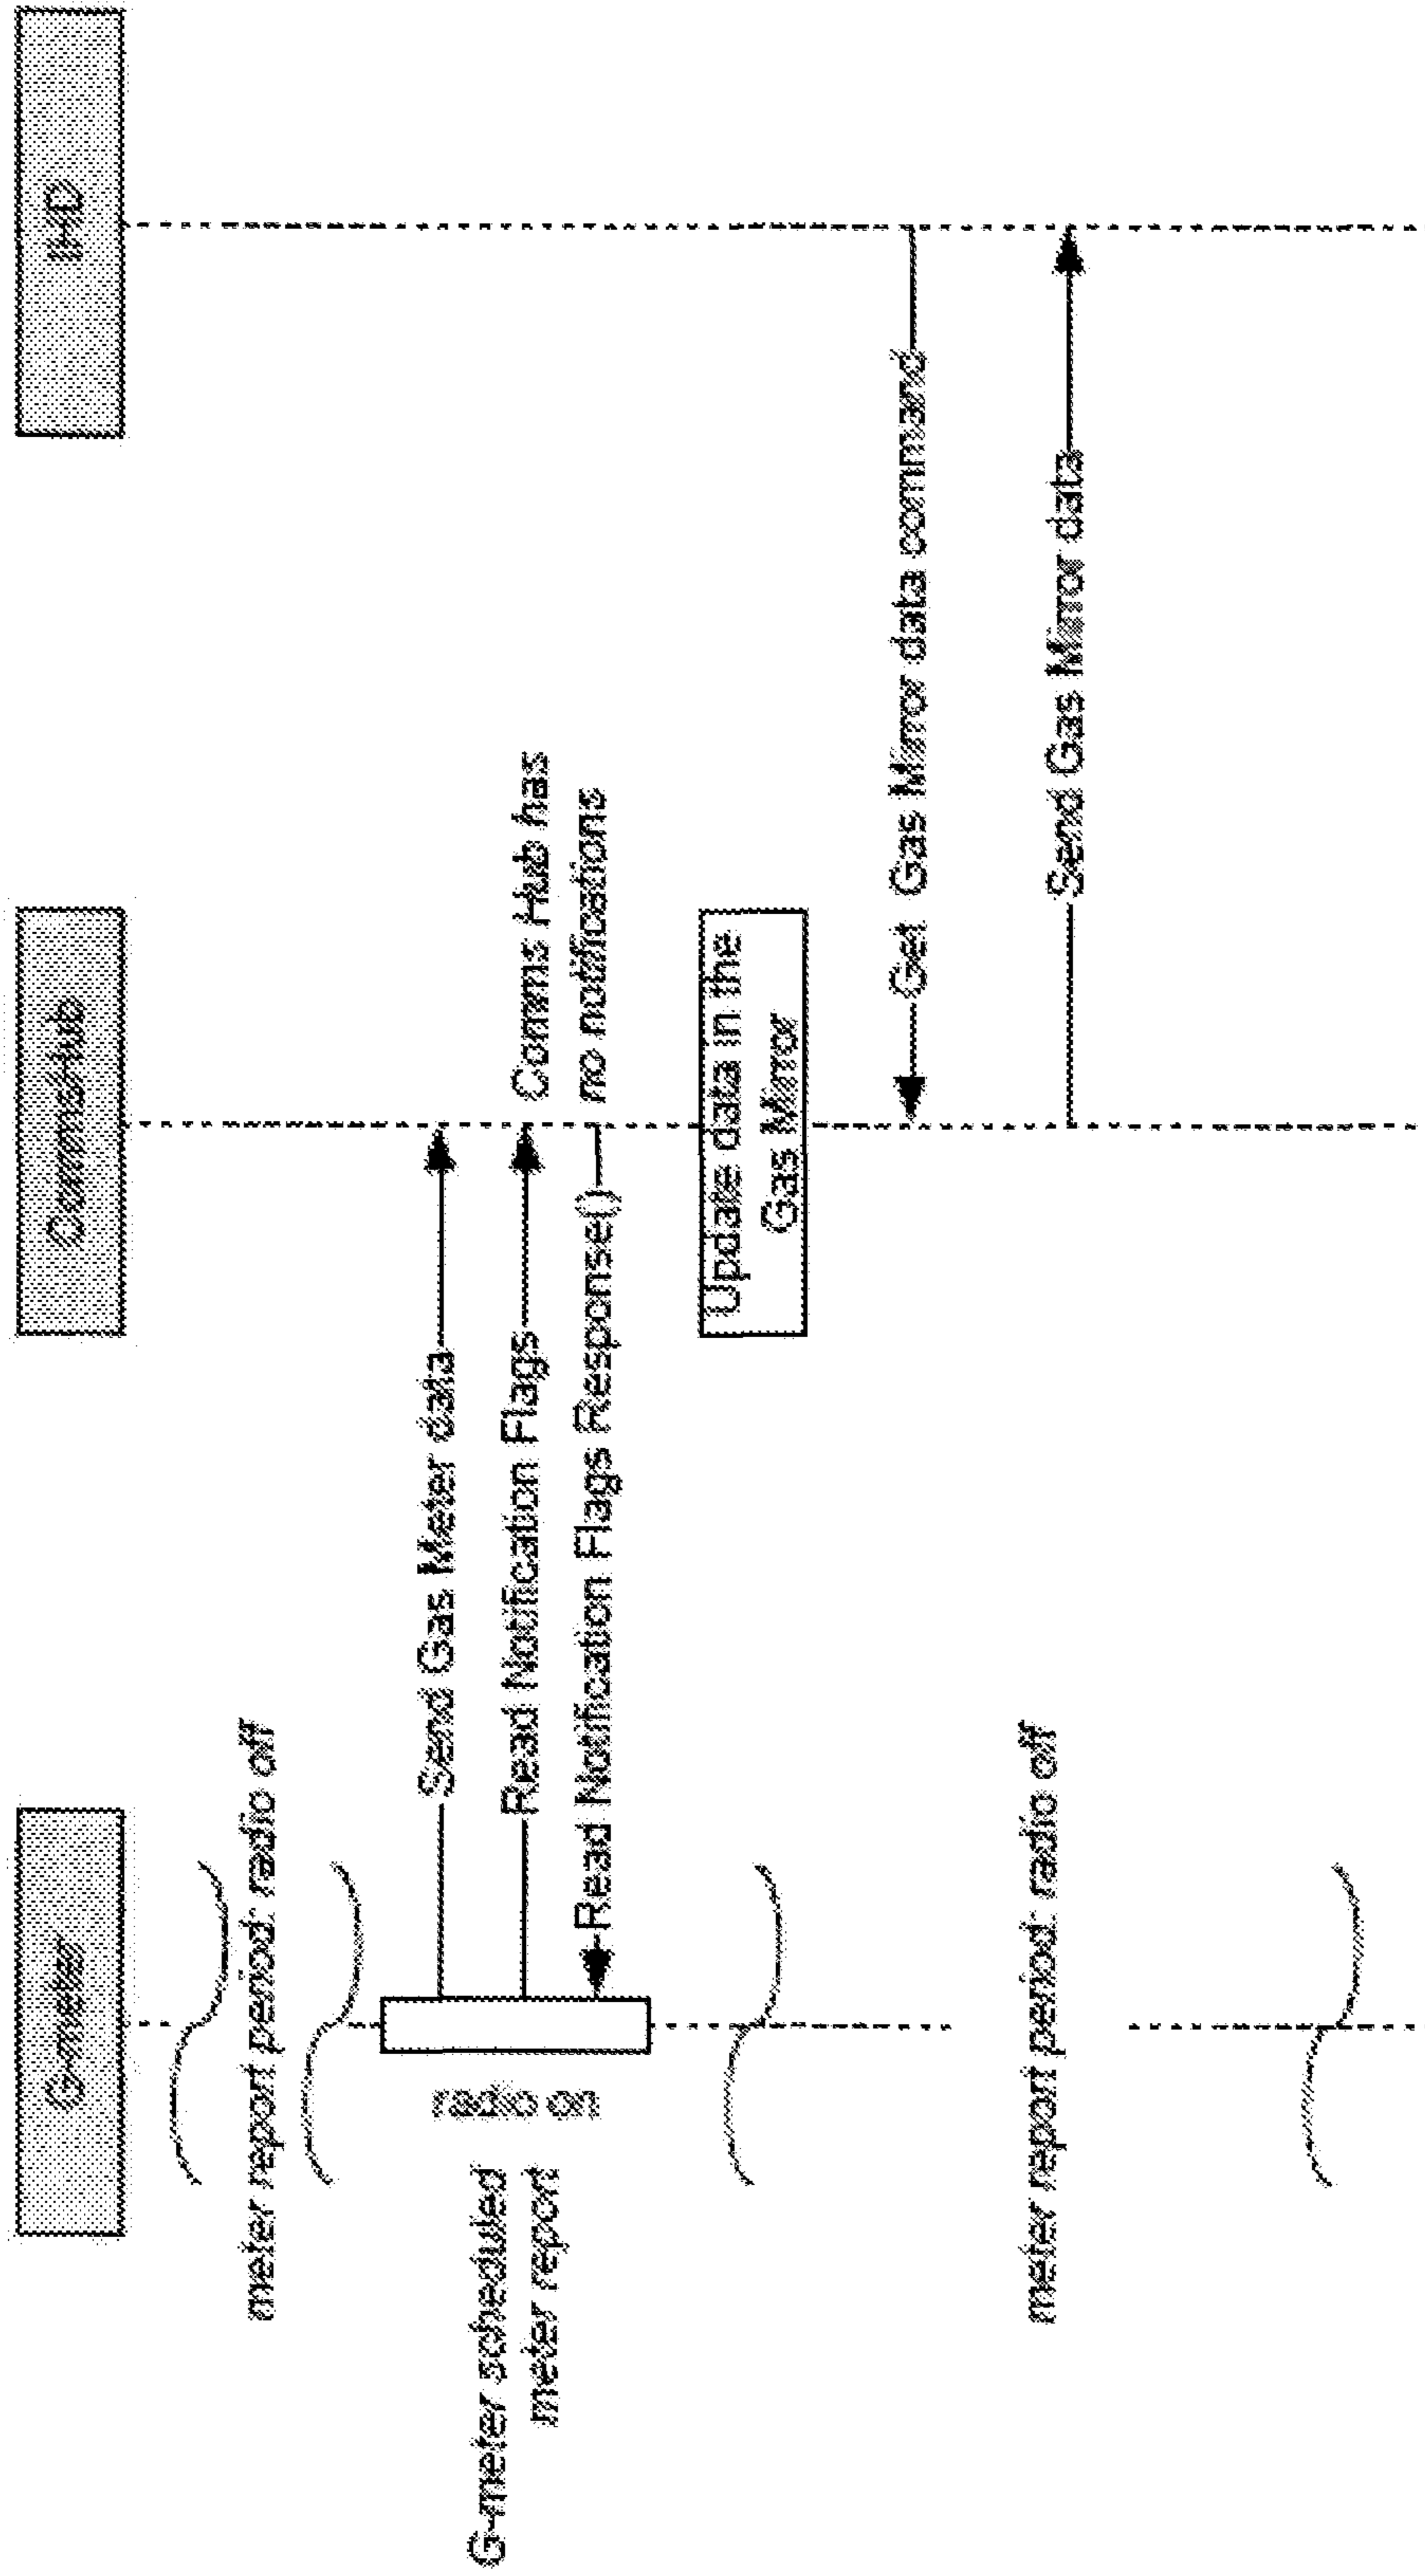 G-meter
CommsHub
IHD
meter report period: radio off
G-meter scheduled
meter report
radio on
Send Gas Meter data
Read Notification Flags
Comms Hub has
no notifications
Read Notification Flags Response()
Update data in the
Gas Mirror
Get Gas Mirror data command
meter report period: radio off
Send Gas Mirror data